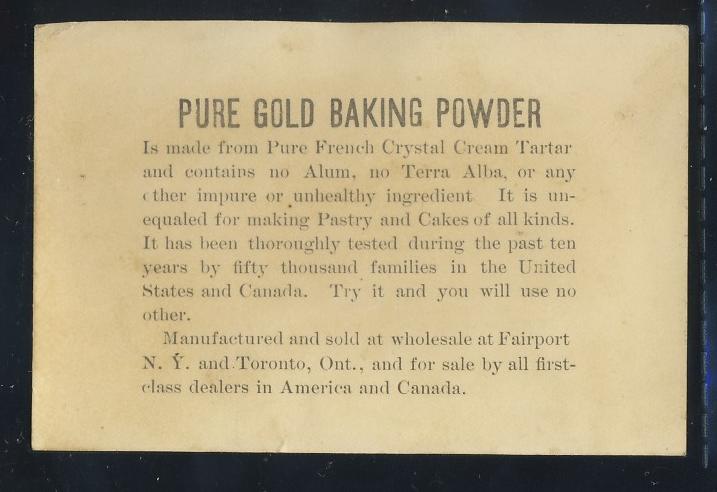 PURE GOLD BAKING POWDER
Is made from Pure French Crystal Cream Tartar
and contains no Alum, no Terra Alba, or any
other impure or unhealthy ingredient It is un-
equaled for making Pastry and Cakes of all kinds.
It has been thoroughly tested during the past ten
years by fifty thousand families in the United
States and Canada. Try it and you will use no
other.
Manufactured and sold at wholesale at Fairport
N. Y. and Toronto, Ont., and for sale by all first-
class dealers in America and Canada.